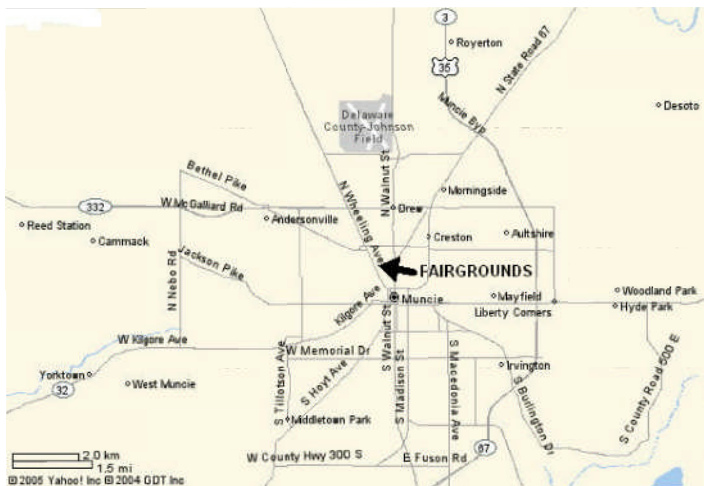 3
Royerton
35
N State Road 67
Muncie Byp
Desoto
Delaware
County-Johnson
Field
N Walnut St
Bethel Pike
N Wheeling Ave
Morningside
332
W McGalliard Rd
Drew
Andersonville
Reed Station
Cammack
Creston
Aultshire
Jackson Pike
N Nebo Rd
FAIRGROUNDS
Kilgore Ave
Muncie
Mayfield
Woodland Park
Liberty Corners
Hyde Park
W Kilgore Ave
W Memorial Dr
S Walnut St
S Madison St
S Macedonia Ave
Irvington
S County Road 500 E
Yorktown
32
West Muncie
S Tillotson Ave
S Hoyt Ave
S Burlington Dr
Middletown Park
67
W County Hwy 300 S
E Fuson Rd
2.0 km
1.5 mi
©2005 Yahoo! Inc ©2004 GDT Inc